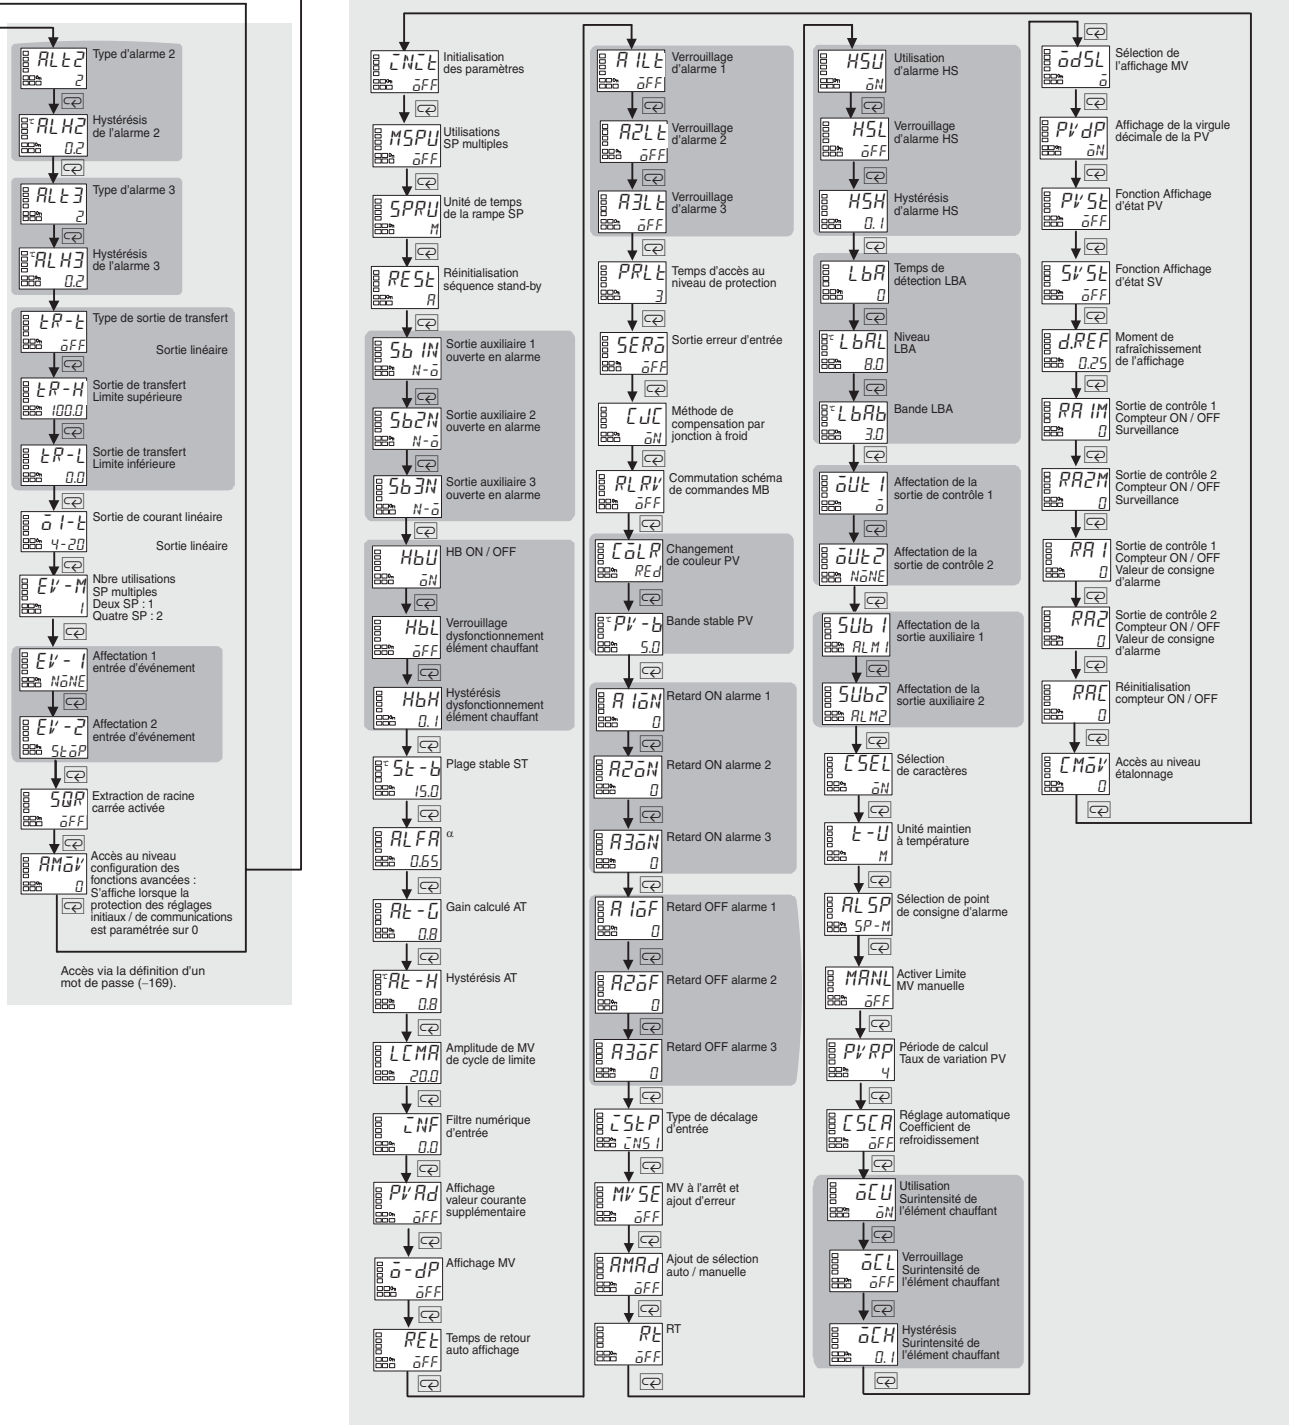 ALt2
2
Type d'alarme 2
ALH2
0.2
Hystérésis
de l'alarme 2
ALt3
2
Type d'alarme 3
ALH3
0.2
Hystérésis
de l'alarme 3
tR-t
oFF
Type de sortie de transfert
Sortie linéaire
tR-H
100.0
Sortie de transfert
Limite supérieure
tR-L
0.0
Sortie de transfert
Limite inférieure
o1-t
4-20
Sortie de courant linéaire
Sortie linéaire
EV-M
1
Nbre utilisations
SP multiples
Deux SP : 1
Quatre SP : 2
EV-1
NoNE
Affectation 1
entrée d'événement
EV-2
StoP
Affectation 2
entrée d'événement
SQR
oFF
Extraction de racine
carrée activée
AMoV
0
Accès au niveau
configuration des
fonctions avancées :
S'affiche lorsque la
protection des réglages
initiaux / de communications
est paramétrée sur 0
Accès via la définition d'un
mot de passe (–169).
INIt
oFF
Initialisation
des paramètres
MSPU
oFF
Utilisations
SP multiples
SPRU
M
Unité de temps
de la rampe SP
RESt
A
Réinitialisation
séquence stand-by
Sb1N
N-o
Sortie auxiliaire 1
ouverte en alarme
Sb2N
N-o
Sortie auxiliaire 2
ouverte en alarme
Sb3N
N-o
Sortie auxiliaire 3
ouverte en alarme
HbU
oN
HB ON / OFF
HbL
oFF
Verrouillage
dysfonctionnement
élément chauffant
HbH
0.1
Hystérésis
dysfonctionnement
élément chauffant
St-b
15.0
Plage stable ST
ALFA
0.65
α
At-G
0.8
Gain calculé AT
At-H
0.8
Hystérésis AT
LCMA
20.0
Amplitude de MV
de cycle de limite
INF
0.0
Filtre numérique
d'entrée
PVAd
oFF
Affichage
valeur courante
supplémentaire
o-dP
oFF
Affichage MV
REt
oFF
Temps de retour
auto affichage
A1Lt
oFF
Verrouillage
d'alarme 1
A2Lt
oFF
Verrouillage
d'alarme 2
A3Lt
oFF
Verrouillage
d'alarme 3
PRLt
3
Temps d'accès au
niveau de protection
SERo
oFF
Sortie erreur d'entrée
CJC
oN
Méthode de
compensation par
jonction à froid
RLRV
oFF
Commutation schéma
de commandes MB
CoLR
REd
Changement
de couleur PV
PV-b
5.0
Bande stable PV
A1oN
0
Retard ON alarme 1
A2oN
0
Retard ON alarme 2
A3oN
0
Retard ON alarme 3
A1oF
0
Retard OFF alarme 1
A2oF
0
Retard OFF alarme 2
A3oF
0
Retard OFF alarme 3
IStP
INS1
Type de décalage
d'entrée
MVSE
oFF
MV à l'arrêt et
ajout d'erreur
AMAd
oFF
Ajout de sélection
auto / manuelle
Rt
oFF
RT
HSU
oN
Utilisation
d'alarme HS
HSL
oFF
Verrouillage
d'alarme HS
HSH
0.1
Hystérésis
d'alarme HS
LbA
0
Temps de
détection LBA
LbAL
8.0
Niveau
LBA
LbAb
3.0
Bande LBA
oUt1
o
Affectation de la
sortie de contrôle 1
oUt2
NoNE
Affectation de la
sortie de contrôle 2
SUb1
ALM1
Affectation de la
sortie auxiliaire 1
SUb2
ALM2
Affectation de la
sortie auxiliaire 2
CSEL
oN
Sélection
de caractères
t-U
M
Unité maintien
à température
ALSP
SP-M
Sélection de point
de consigne d'alarme
MANL
oFF
Activer Limite
MV manuelle
PVRP
4
Période de calcul
Taux de variation PV
CSCA
oFF
Réglage automatique
Coefficient de
refroidissement
oCU
oN
Utilisation
Surintensité de
l'élément chauffant
oCL
oFF
Verrouillage
Surintensité de
l'élément chauffant
oCH
0.1
Hystérésis
Surintensité de
l'élément chauffant
odSL
o
Sélection de
l'affichage MV
PVdP
oN
Affichage de la virgule
décimale de la PV
PVSt
oFF
Fonction Affichage
d'état PV
SVSt
oFF
Fonction Affichage
d'état SV
d.REF
0.25
Moment de
rafraîchissement
de l'affichage
RA1M
0
Sortie de contrôle 1
Compteur ON / OFF
Surveillance
RA2M
0
Sortie de contrôle 2
Compteur ON / OFF
Surveillance
RA1
0
Sortie de contrôle 1
Compteur ON / OFF
Valeur de consigne
d'alarme
RA2
0
Sortie de contrôle 2
Compteur ON / OFF
Valeur de consigne
d'alarme
RAC
0
Réinitialisation
compteur ON / OFF
CMoV
0
Accès au niveau
étalonnage